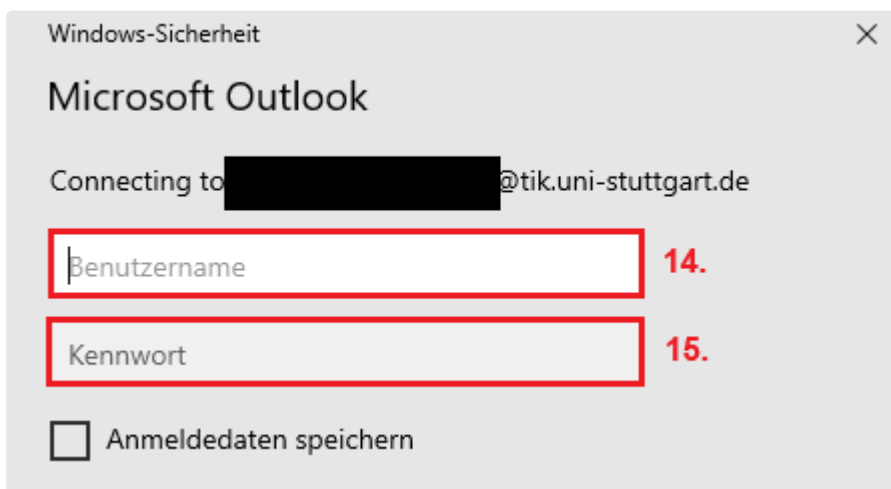 Windows-Sicherheit
Microsoft Outlook
Connecting to @tik.uni-stuttgart.de
Benutzername 14.
Kennwort 15.
Anmeldedaten speichern